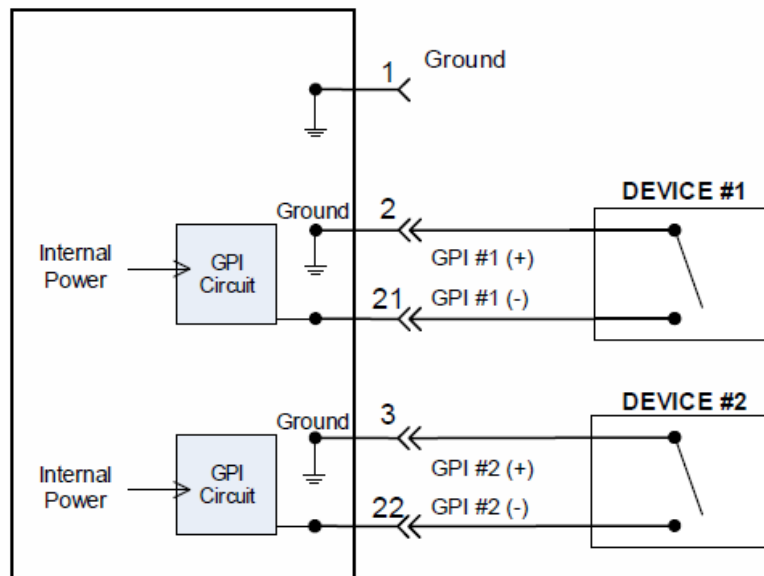 1
Ground
DEVICE #1
Ground
2
Internal
Power
GPI
Circuit
GPI #1 (+)
21
GPI #1 (-)
DEVICE #2
Ground
3
Internal
Power
GPI
Circuit
GPI #2 (+)
22
GPI #2 (-)